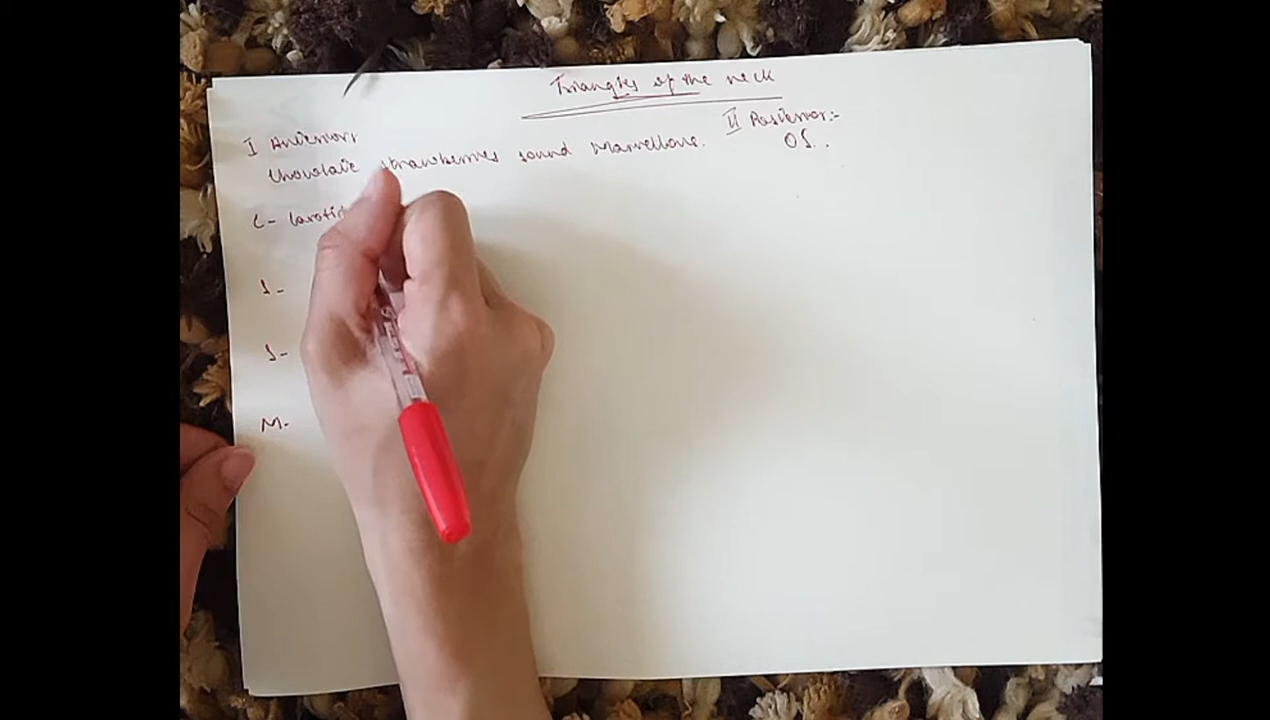 Triangles of the neck
I Anterior:
Chocolate strawberries sound Marvellous.
II Posterior:-
OS.
C- Carotid
S-
S-
M-